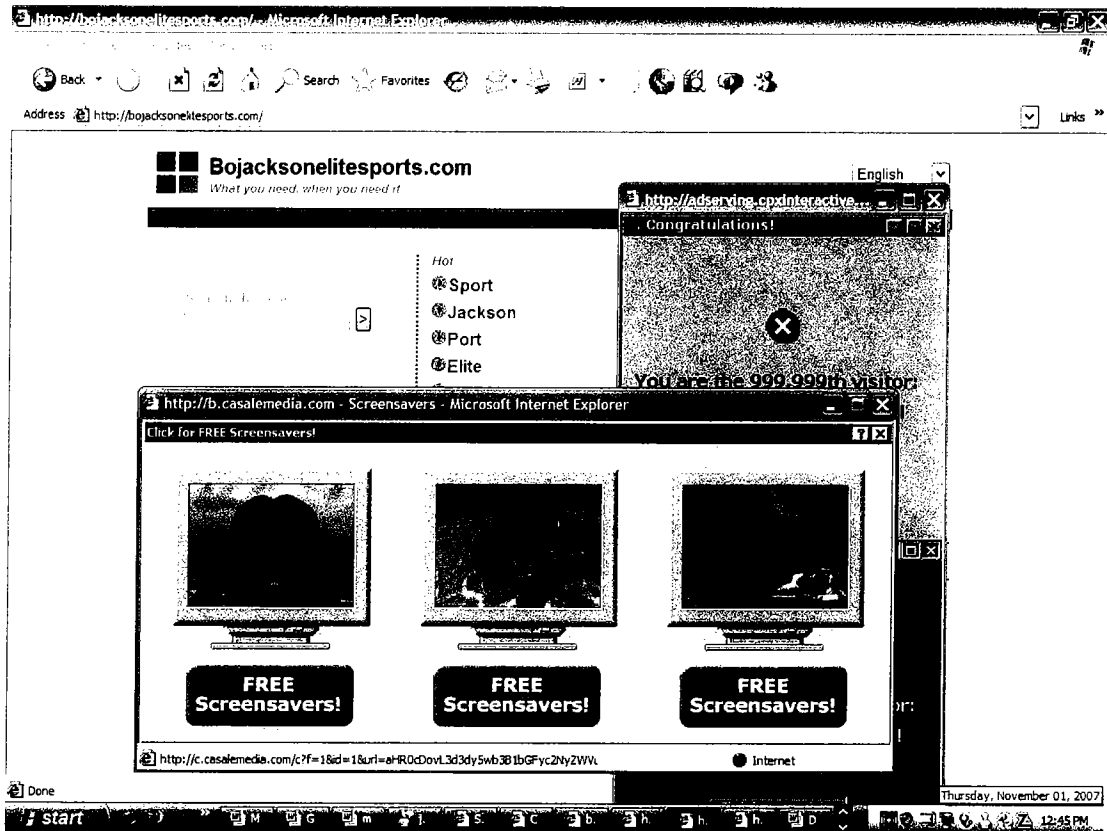 http://bojacksonelitesports.com/ - Microsoft Internet Explorer
Back
Search
Favorites
Address http://bojacksonelitesports.com/
Links »
Bojacksonelitesports.com
What you need, when you need it
English
http://adserving.cpxinteractive...
Congratulations!
Hot
Sport
Jackson
>
Port
Elite
You are the 999,999th visitor:
http://b.casalemedia.com - Screensavers - Microsoft Internet Explorer
Click for FREE Screensavers!
FREE
Screensavers!
FREE
Screensavers!
FREE
Screensavers!
or:
!
http://c.casalemedia.com/c?f=1&id=1&url=
Internet
Done
Thursday, November 01, 2007
start
»
M
G
m
J.
S.
C
b.
h.
h.
h.
D
12:45 PM